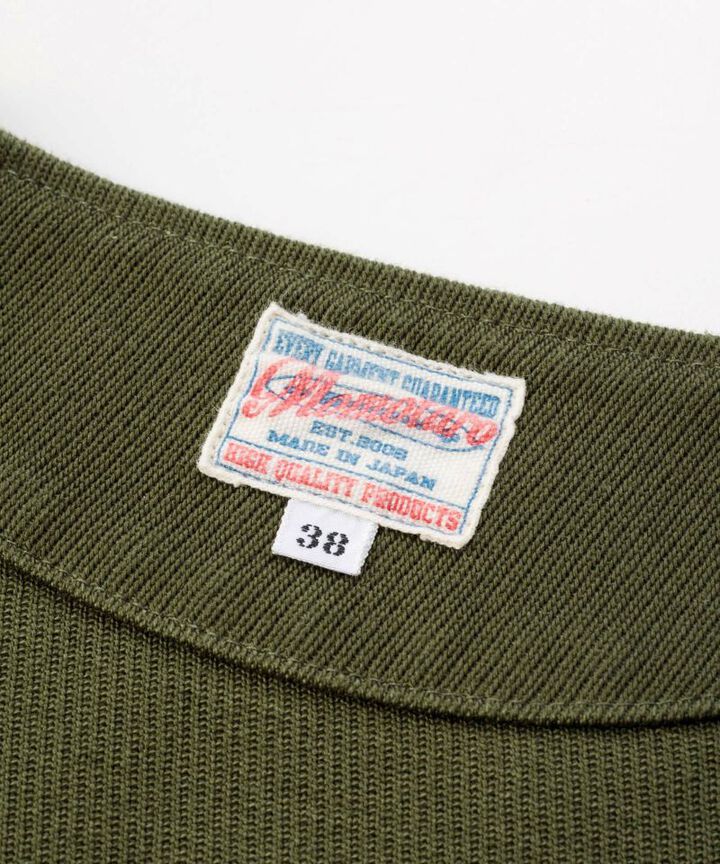 EVERY GARMENT GUARANTEED
Momotaro
EST.2006
MADE IN JAPAN
HIGH QUALITY PRODUCTS
38